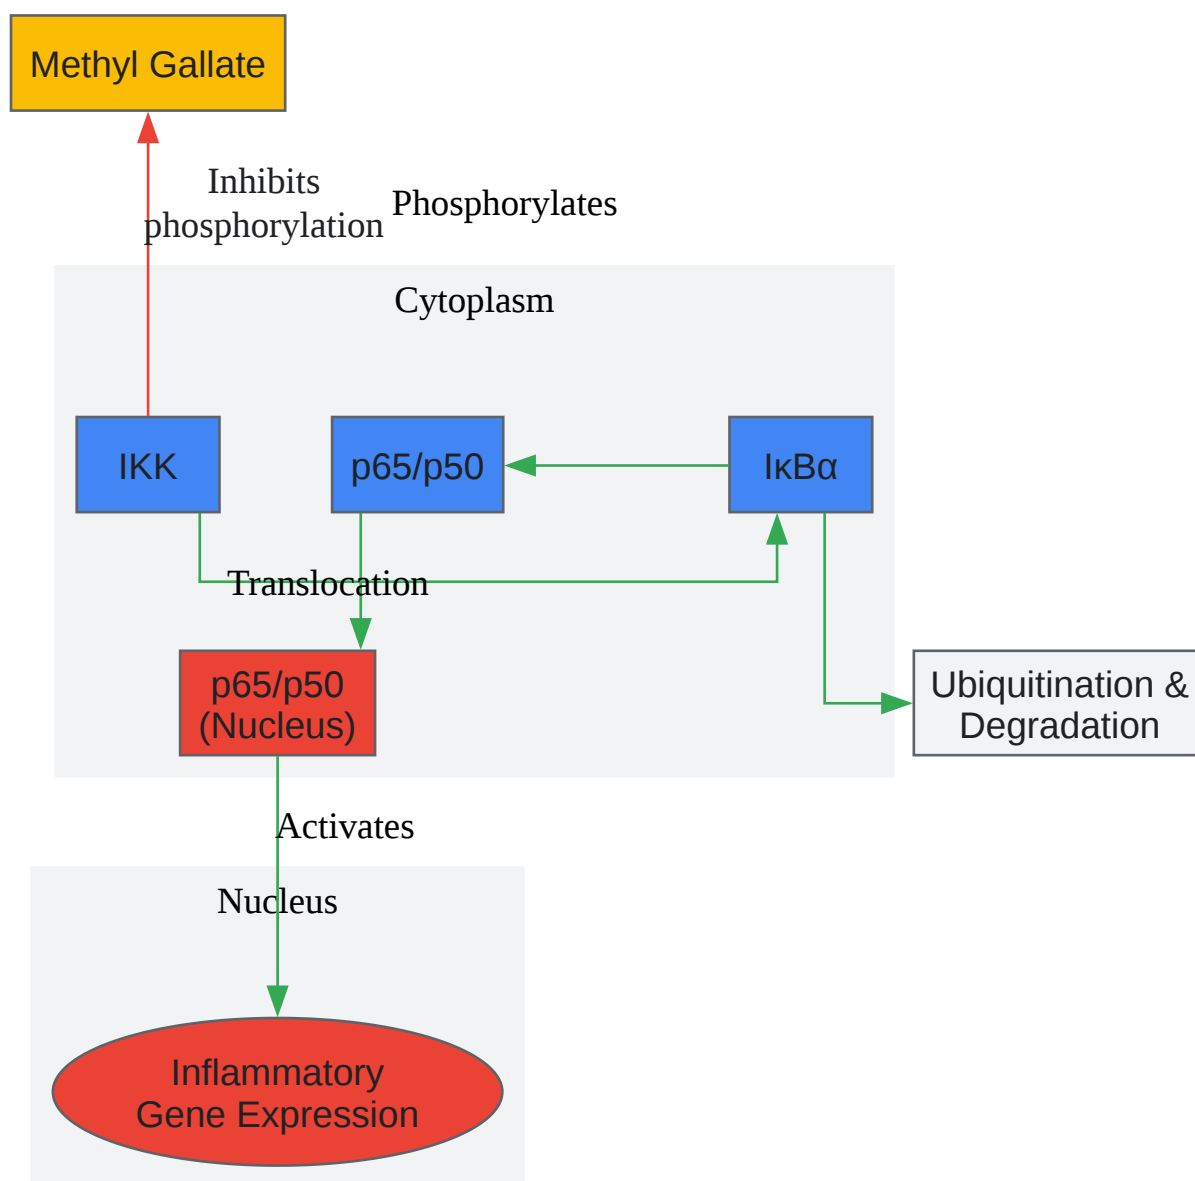 Methyl Gallate
Inhibits
phosphorylation
Phosphorylates
Cytoplasm
IKK
p65/p50
IκBα
Translocation
p65/p50
(Nucleus)
Ubiquitination &
Degradation
Activates
Nucleus
Inflammatory
Gene Expression